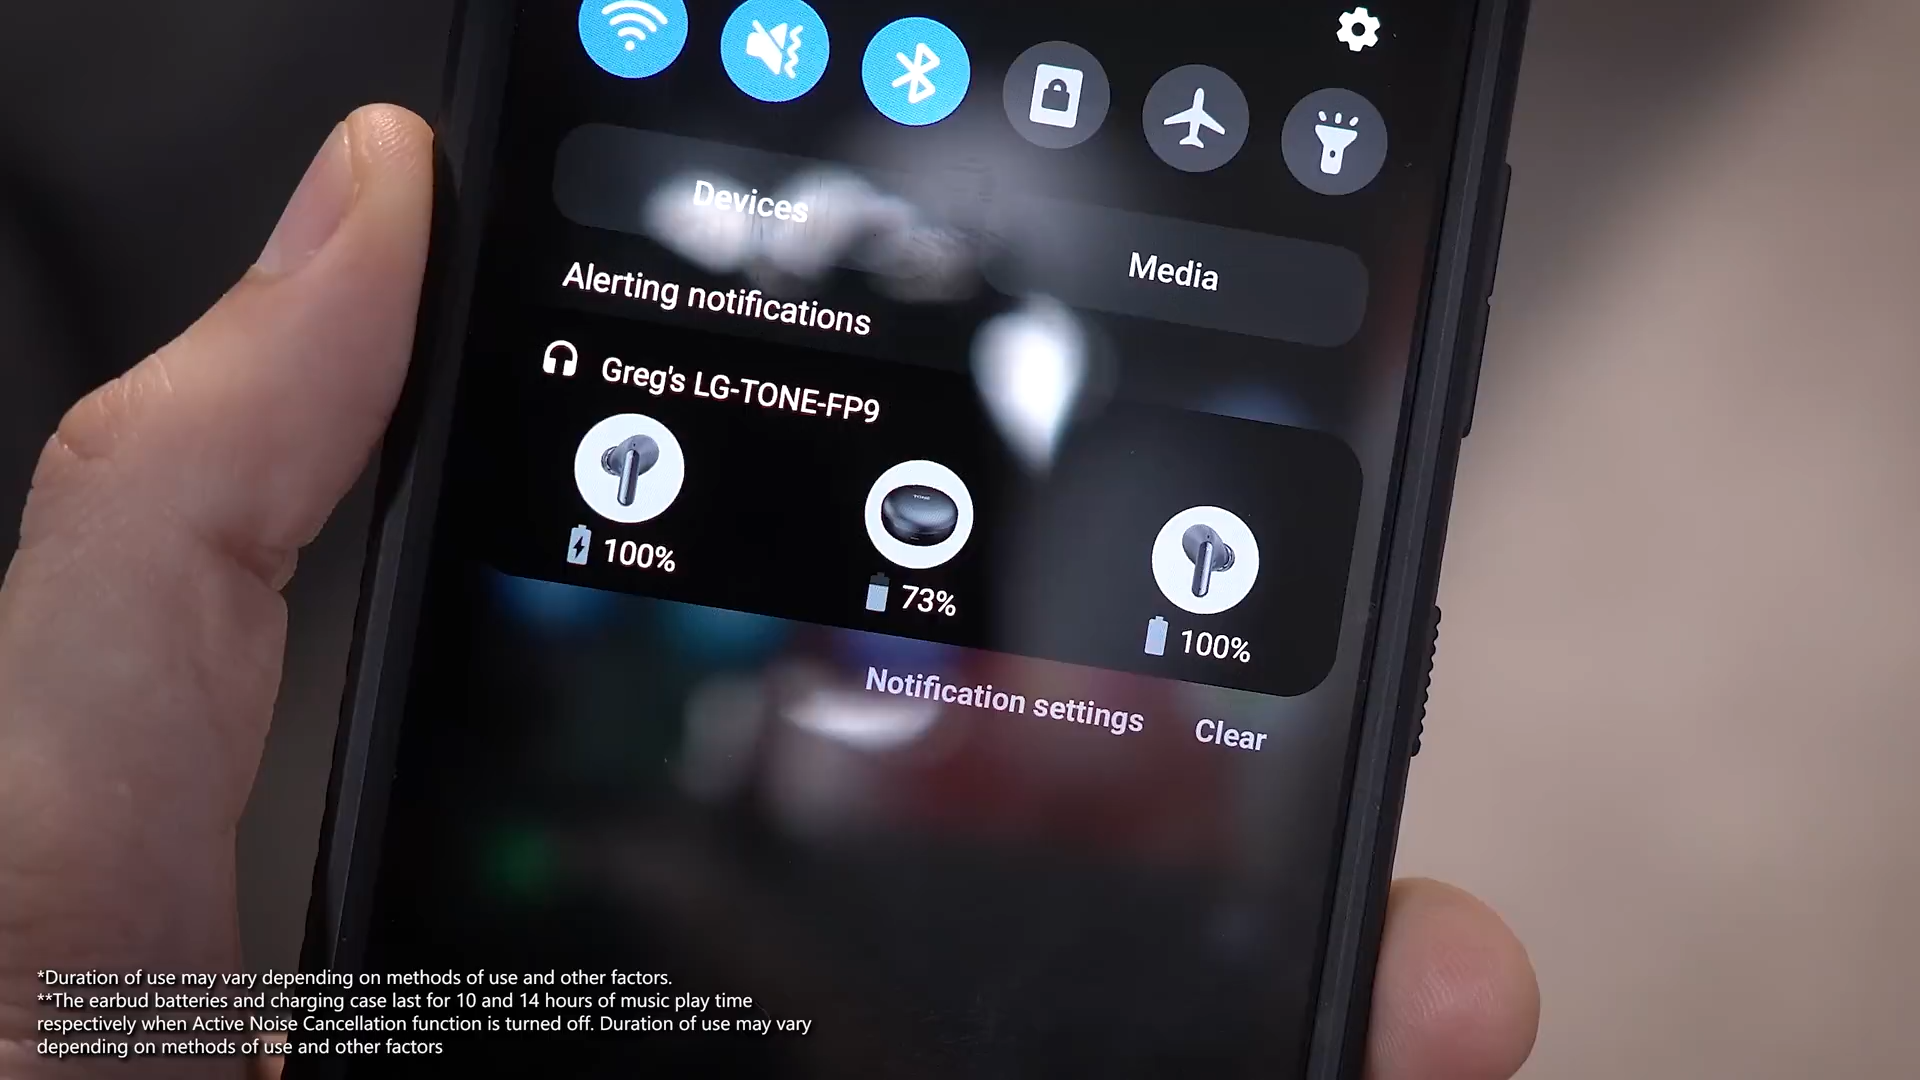 Devices
Media
Alerting notifications
Greg's LG-TONE-FP9
100%
73%
100%
Notification settings
Clear
*Duration of use may vary depending on methods of use and other factors.
**The earbud batteries and charging case last for 10 and 14 hours of music play time
respectively when Active Noise Cancellation function is turned off. Duration of use may vary
depending on methods of use and other factors